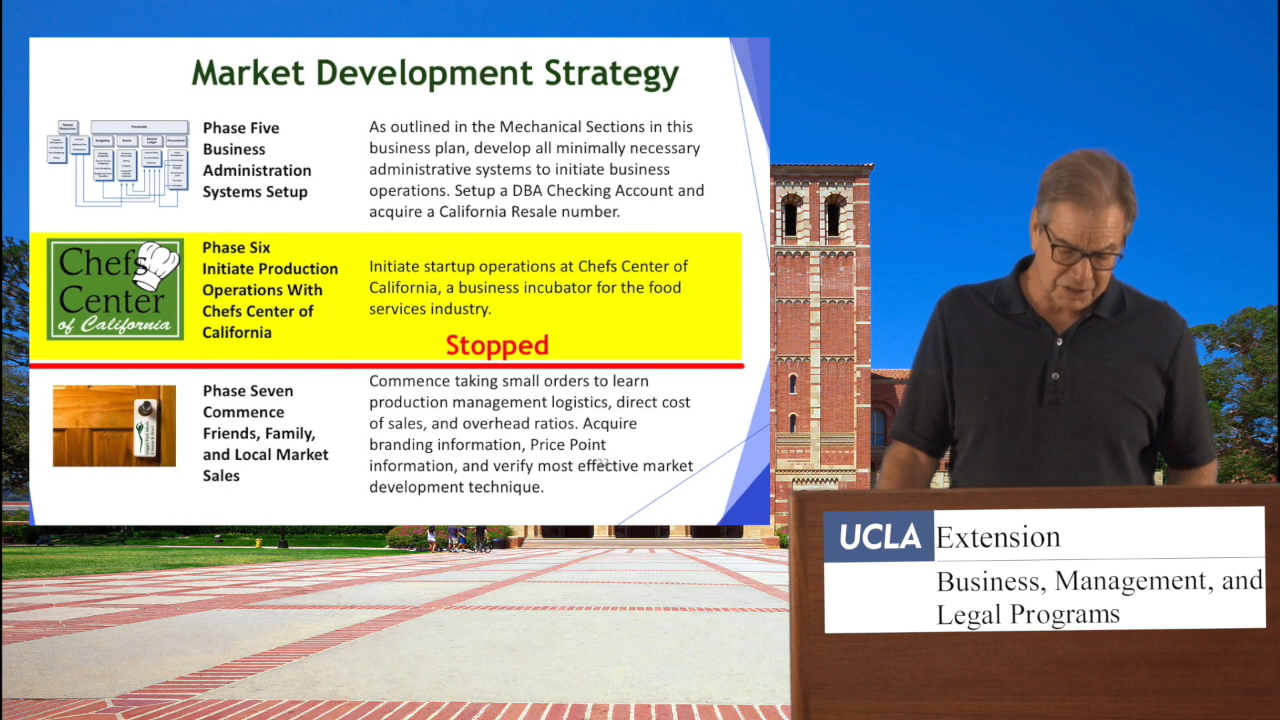 Market Development Strategy
Phase Five
Business
Administration
Systems Setup
As outlined in the Mechanical Sections in this
business plan, develop all minimally necessary
administrative systems to initiate business
operations. Setup a DBA Checking Account and
acquire a California Resale number.
Chefs
Center
of California
Phase Six
Initiate Production
Operations With
Chefs Center of
California
Initiate startup operations at Chefs Center of
California, a business incubator for the food
services industry.
Stopped
Phase Seven
Commence
Friends, Family,
and Local Market
Sales
Commence taking small orders to learn
production management logistics, direct cost
of sales, and overhead ratios. Acquire
branding information, Price Point
information, and verify most effective market
development technique.
UCLA Extension
Business, Management, and
Legal Programs